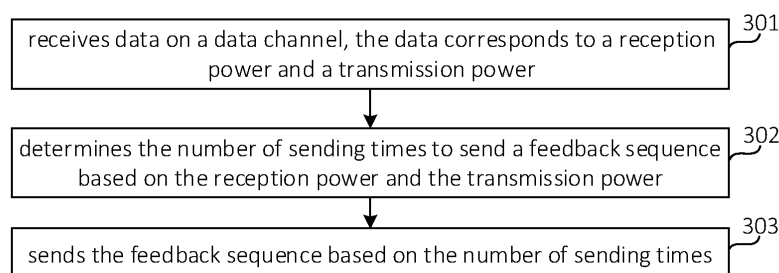 301
receives data on a data channel, the data corresponds to a reception
power and a transmission power
302
determines the number of sending times to send a feedback sequence
based on the reception power and the transmission power
303
sends the feedback sequence based on the number of sending times